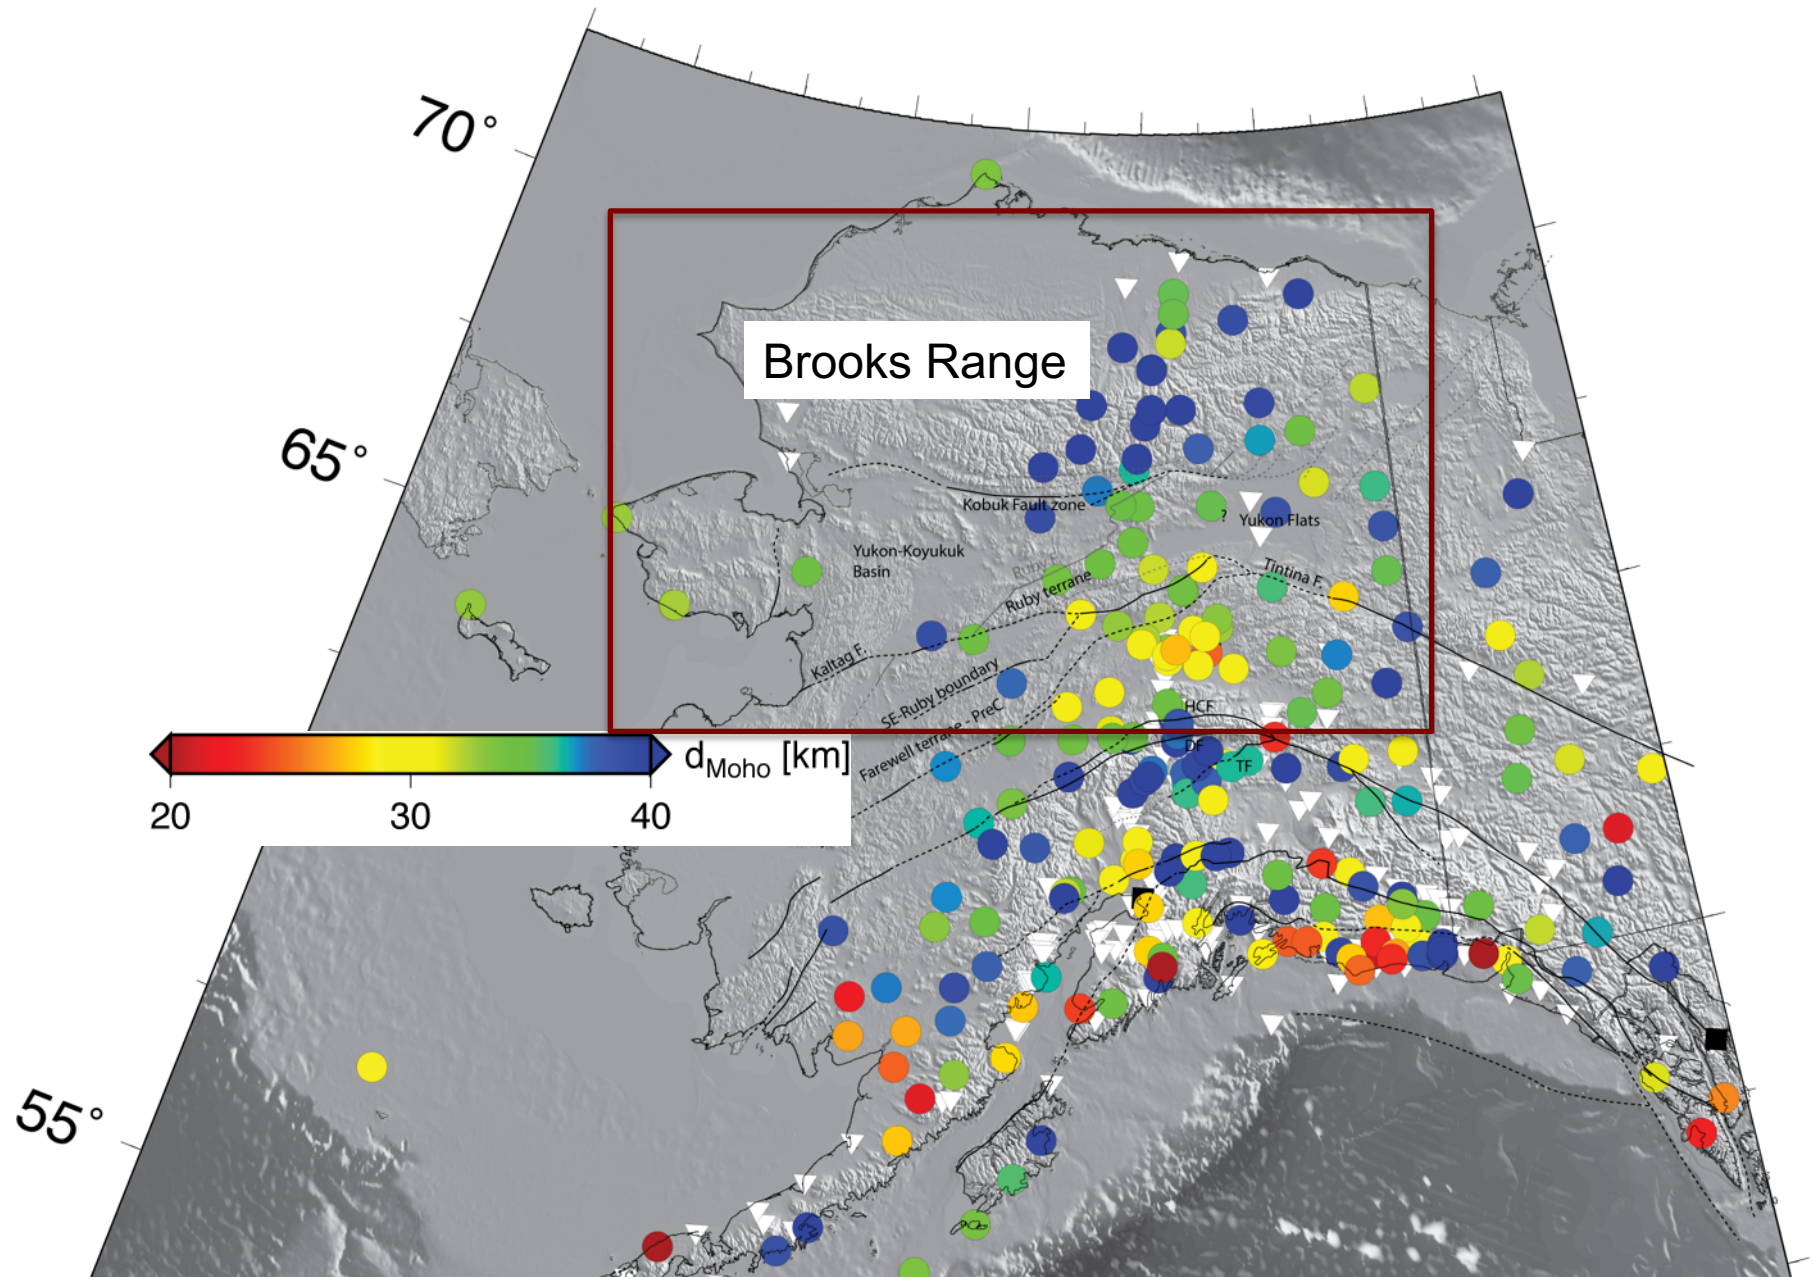 70°
Brooks Range
65°
Kobuk Fault zone
? Yukon Flats
Yukon-Koyukuk
Basin
Tintina F.
Ruby terrane
Kaltag F.
SE-Ruby boundary
HCF
Farewell terrane - PreC
DF
TF
dMoho [km]
20 30 40
55°